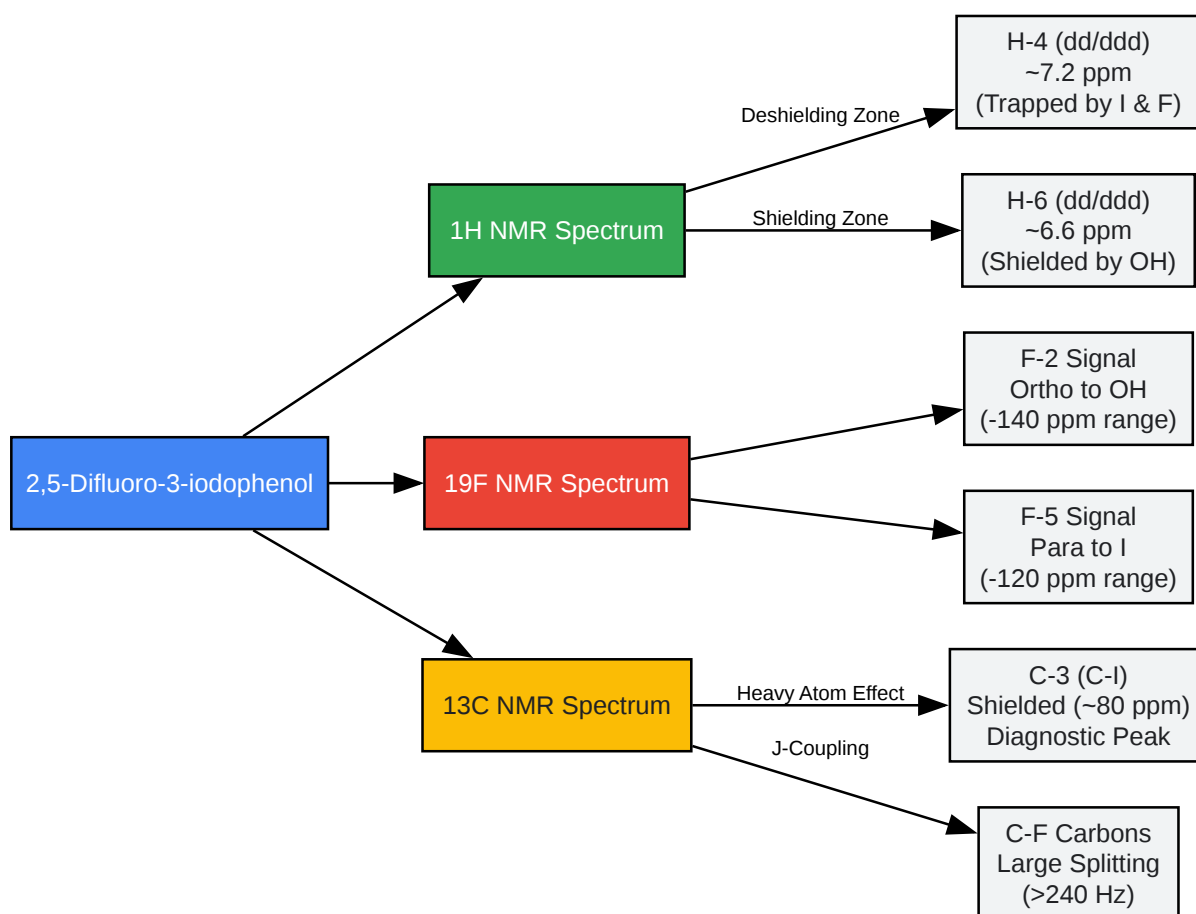 H-4 (dd/ddd)
~7.2 ppm
(Trapped by I & F)
Deshielding Zone
1H NMR Spectrum
Shielding Zone
H-6 (dd/ddd)
~6.6 ppm
(Shielded by OH)
F-2 Signal
Ortho to OH
(-140 ppm range)
2,5-Difluoro-3-iodophenol
19F NMR Spectrum
F-5 Signal
Para to I
(-120 ppm range)
13C NMR Spectrum
Heavy Atom Effect
C-3 (C-I)
Shielded (~80 ppm)
Diagnostic Peak
J-Coupling
C-F Carbons
Large Splitting
(>240 Hz)